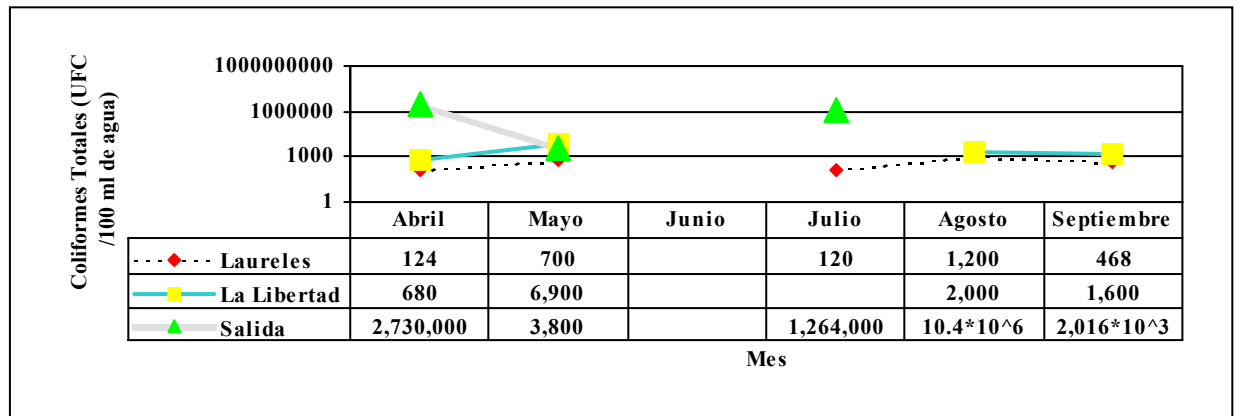 Coliformes Totales (UFC
/100 ml de agua)
1000000000
1000000
1000
1
Abril Mayo Junio Julio Agosto Septiembre
Laureles 124 700 120 1,200 468
La Libertad 680 6,900 2,000 1,600
Salida 2,730,000 3,800 1,264,000 10.4*10^6 2,016*10^3
Mes